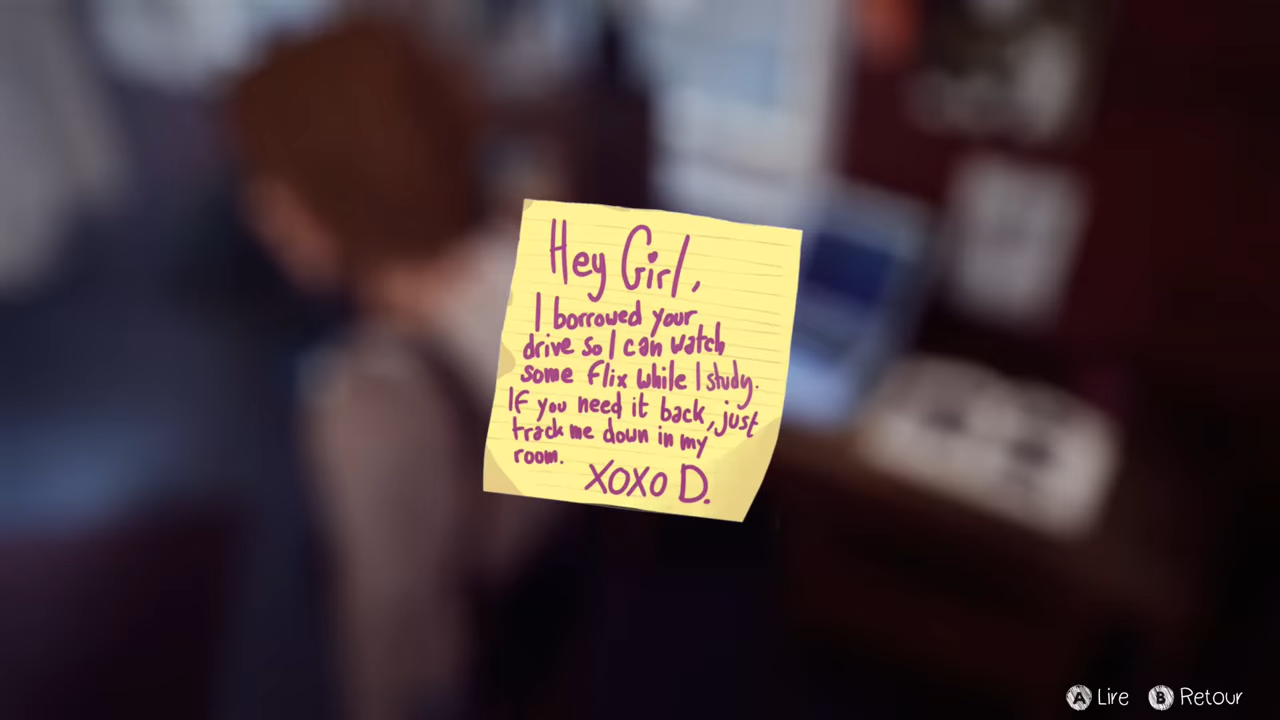 Hey Girl,
I borrowed your
drive so I can watch
some Flix while I study.
If you need it back, just
track me down in my
room.
XOXO D.
A Lire B Retour